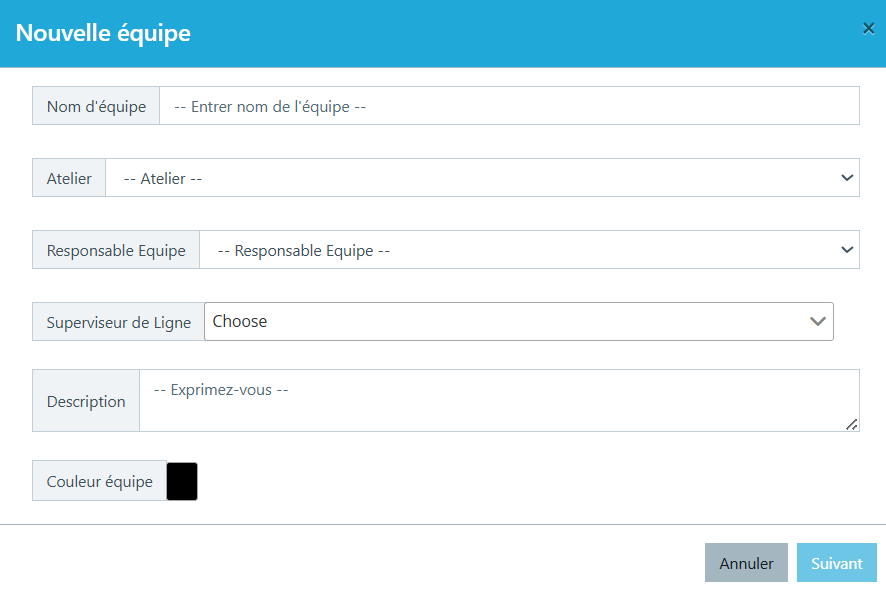 Nouvelle équipe
×
Nom d'équipe -- Entrer nom de l'équipe --
Atelier -- Atelier --
Responsable Equipe -- Responsable Equipe --
Superviseur de Ligne Choose
Description -- Exprimez-vous --
Couleur équipe
Annuler Suivant